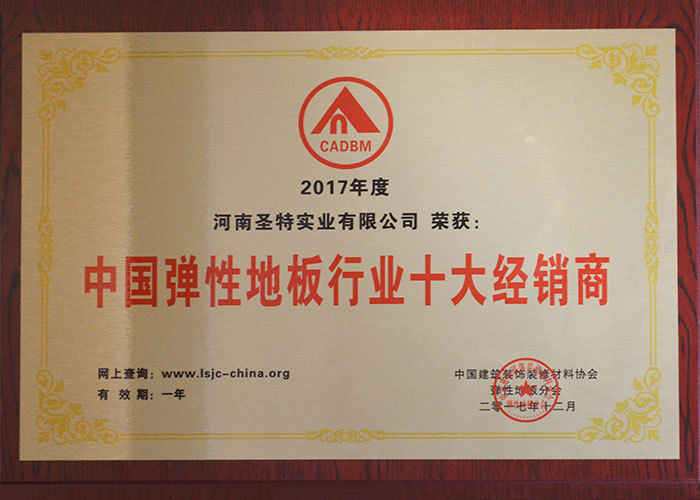 CADBM
2017年度
河南圣特实业有限公司 荣获:
中国弹性地板行业十大经销商
网上查询: www.lsjc-china.org
有 效 期: 一年
中国建筑装饰装修材料协会
弹性地板分会
二零一七年十二月